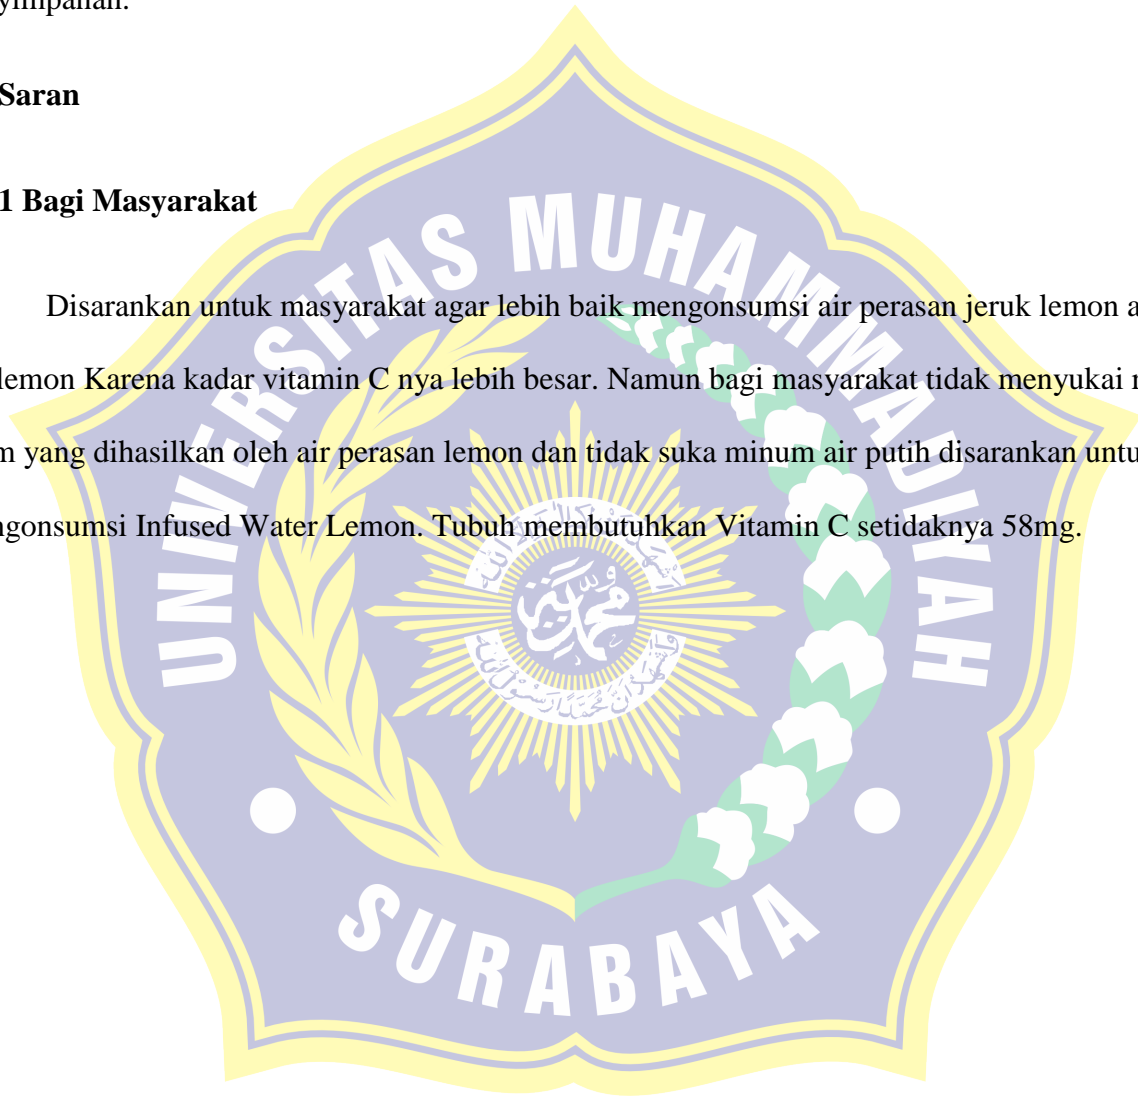 yimpanan.
Saran
1 Bagi Masyarakat
Disarankan untuk masyarakat agar lebih baik mengonsumsi air perasan jeruk lemon a
lemon Karena kadar vitamin C nya lebih besar. Namun bagi masyarakat tidak menyukai r
m yang dihasilkan oleh air perasan lemon dan tidak suka minum air putih disarankan untu
ngonsumsi Infused Water Lemon. Tubuh membutuhkan Vitamin C setidaknya 58mg.
UNIVERSITAS MUHAMMADIYAH
SURABAYA